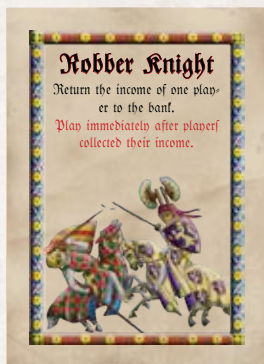 Robber Knight
Return the income of one play-
er to the bank.
Play immediately after players
collected their income.